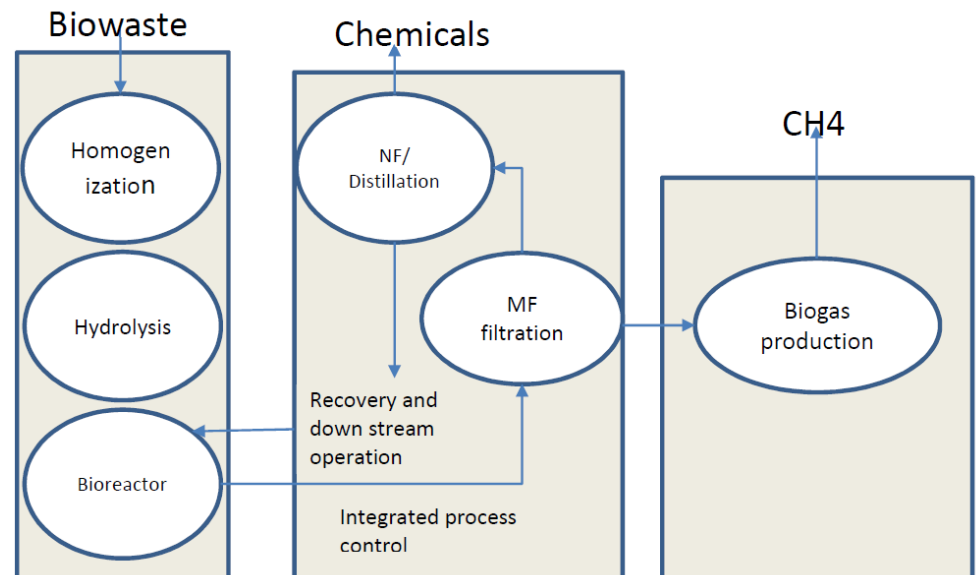 Biowaste
Homogen
ization
Hydrolysis
Bioreactor
Chemicals
NF/
Distillation
MF
filtration
Recovery and
down stream
operation
Integrated process
control
CH4
Biogas
production